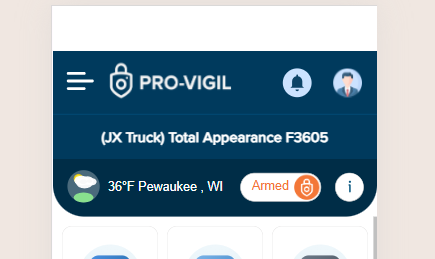 PRO-VIGIL
(JX Truck) Total Appearance F3605
36°F Pewaukee , WI Armed i